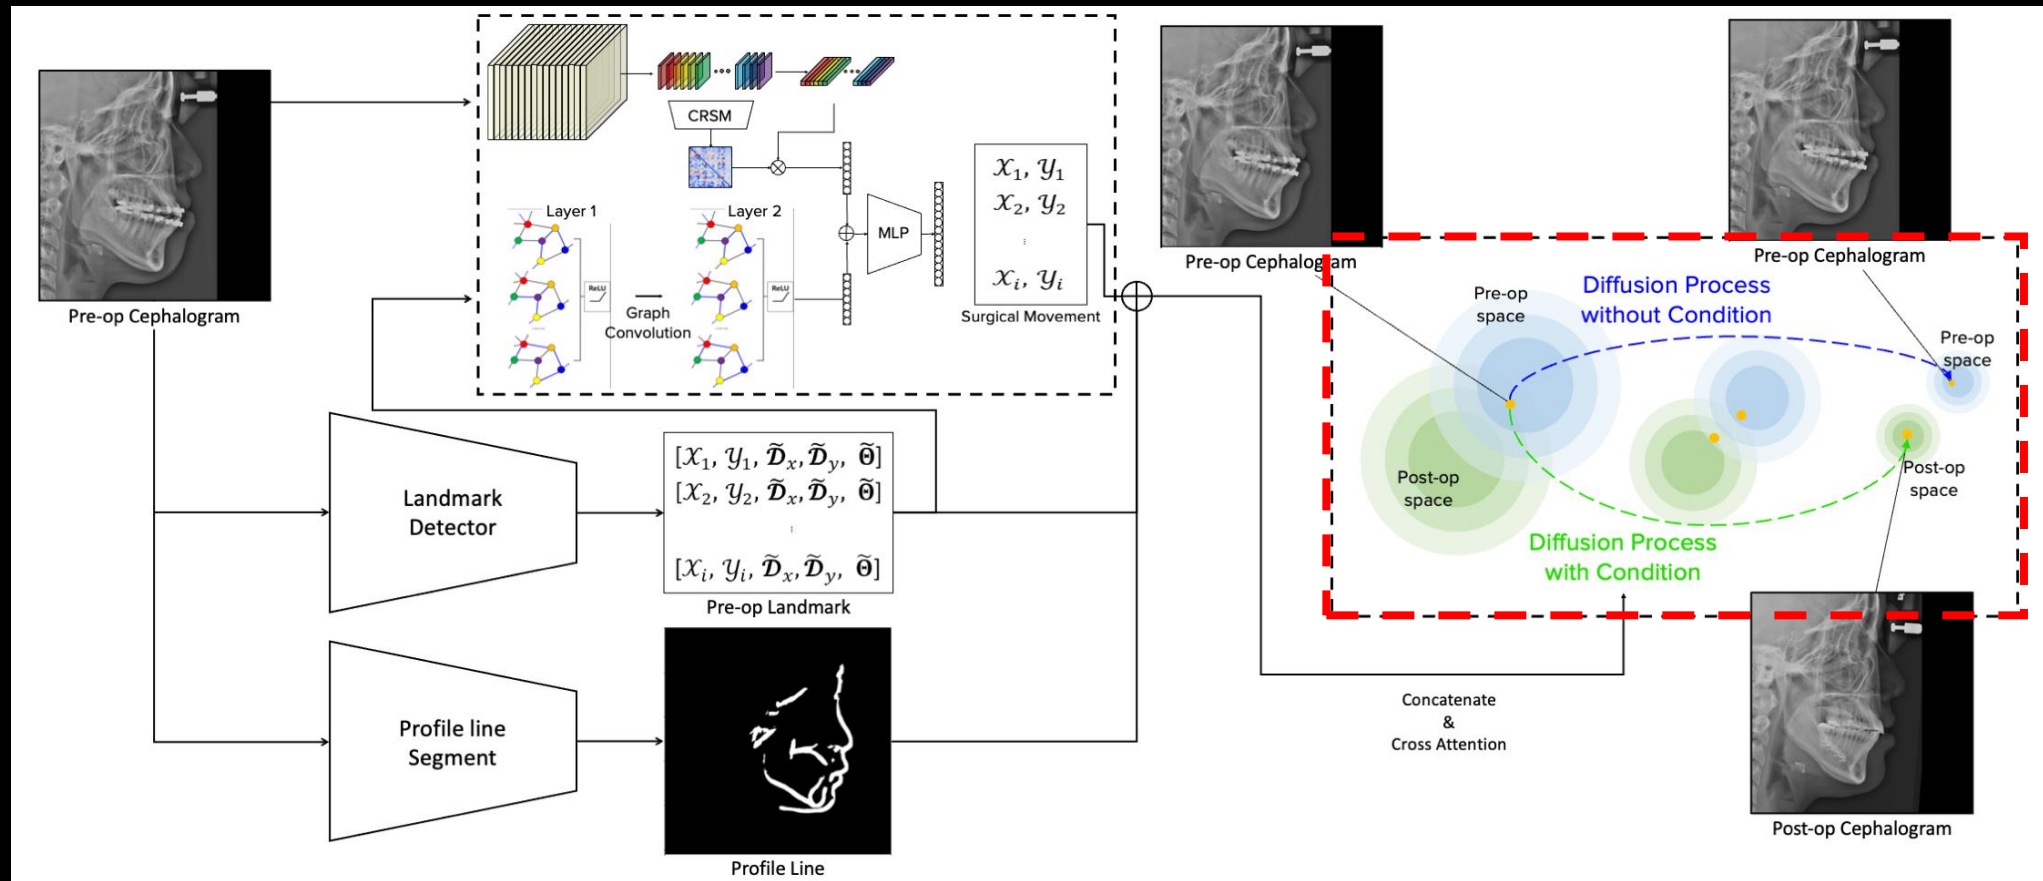 Pre-op Cephalogram
CRSM
Layer 1
Layer 2
ReLU
ReLU
Graph
Convolution
MLP
𝒳₁, 𝒴₁
𝒳₂, 𝒴₂
⋮
𝒳ᵢ, 𝒴ᵢ
Surgical Movement
Landmark
Detector
[𝒳₁, 𝒴₁, D̃ₓ, D̃ᵧ, Θ̃]
[𝒳₂, 𝒴₂, D̃ₓ, D̃ᵧ, Θ̃]
⋮
[𝒳ᵢ, 𝒴ᵢ, D̃ₓ, D̃ᵧ, Θ̃]
Pre-op Landmark
Profile line
Segment
Profile Line
Pre-op Cephalogram
Pre-op Cephalogram
Pre-op
space
Diffusion Process
without Condition
Pre-op
space
Post-op
space
Post-op
space
Diffusion Process
with Condition
Concatenate
&
Cross Attention
Post-op Cephalogram